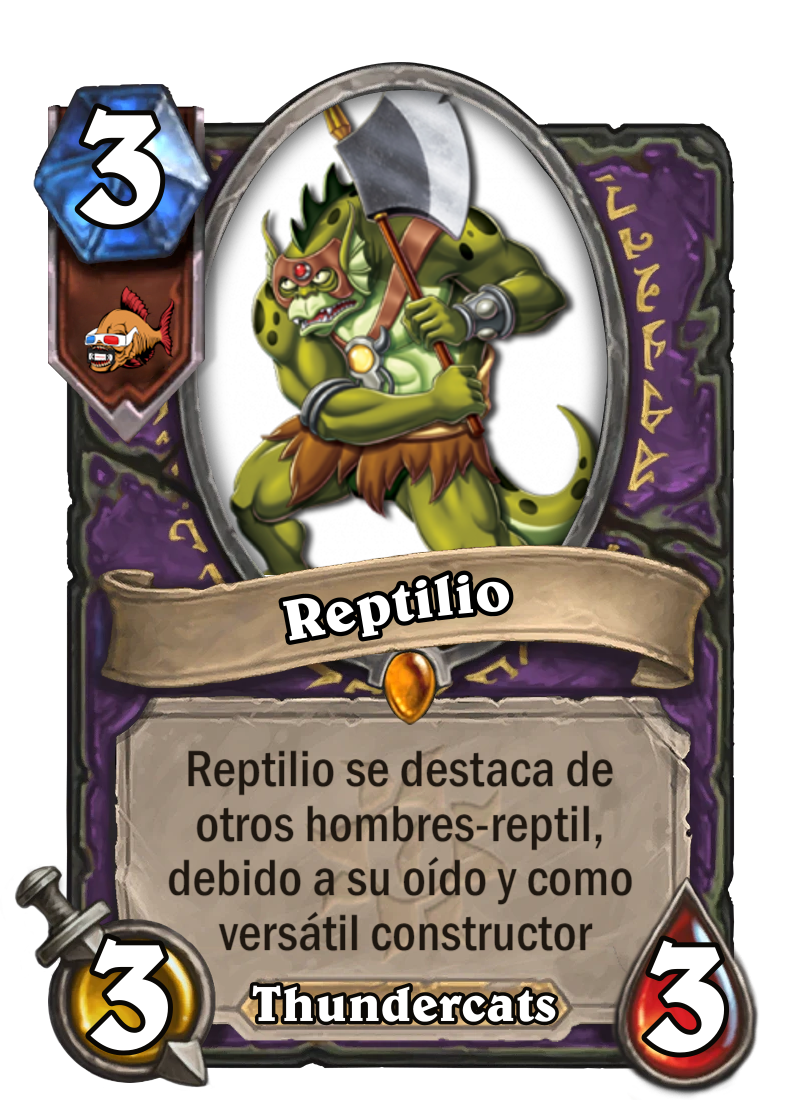 3
Reptilio
Reptilio se destaca de
otros hombres-reptil,
debido a su oído y como
versátil constructor
3
Thundercats
3